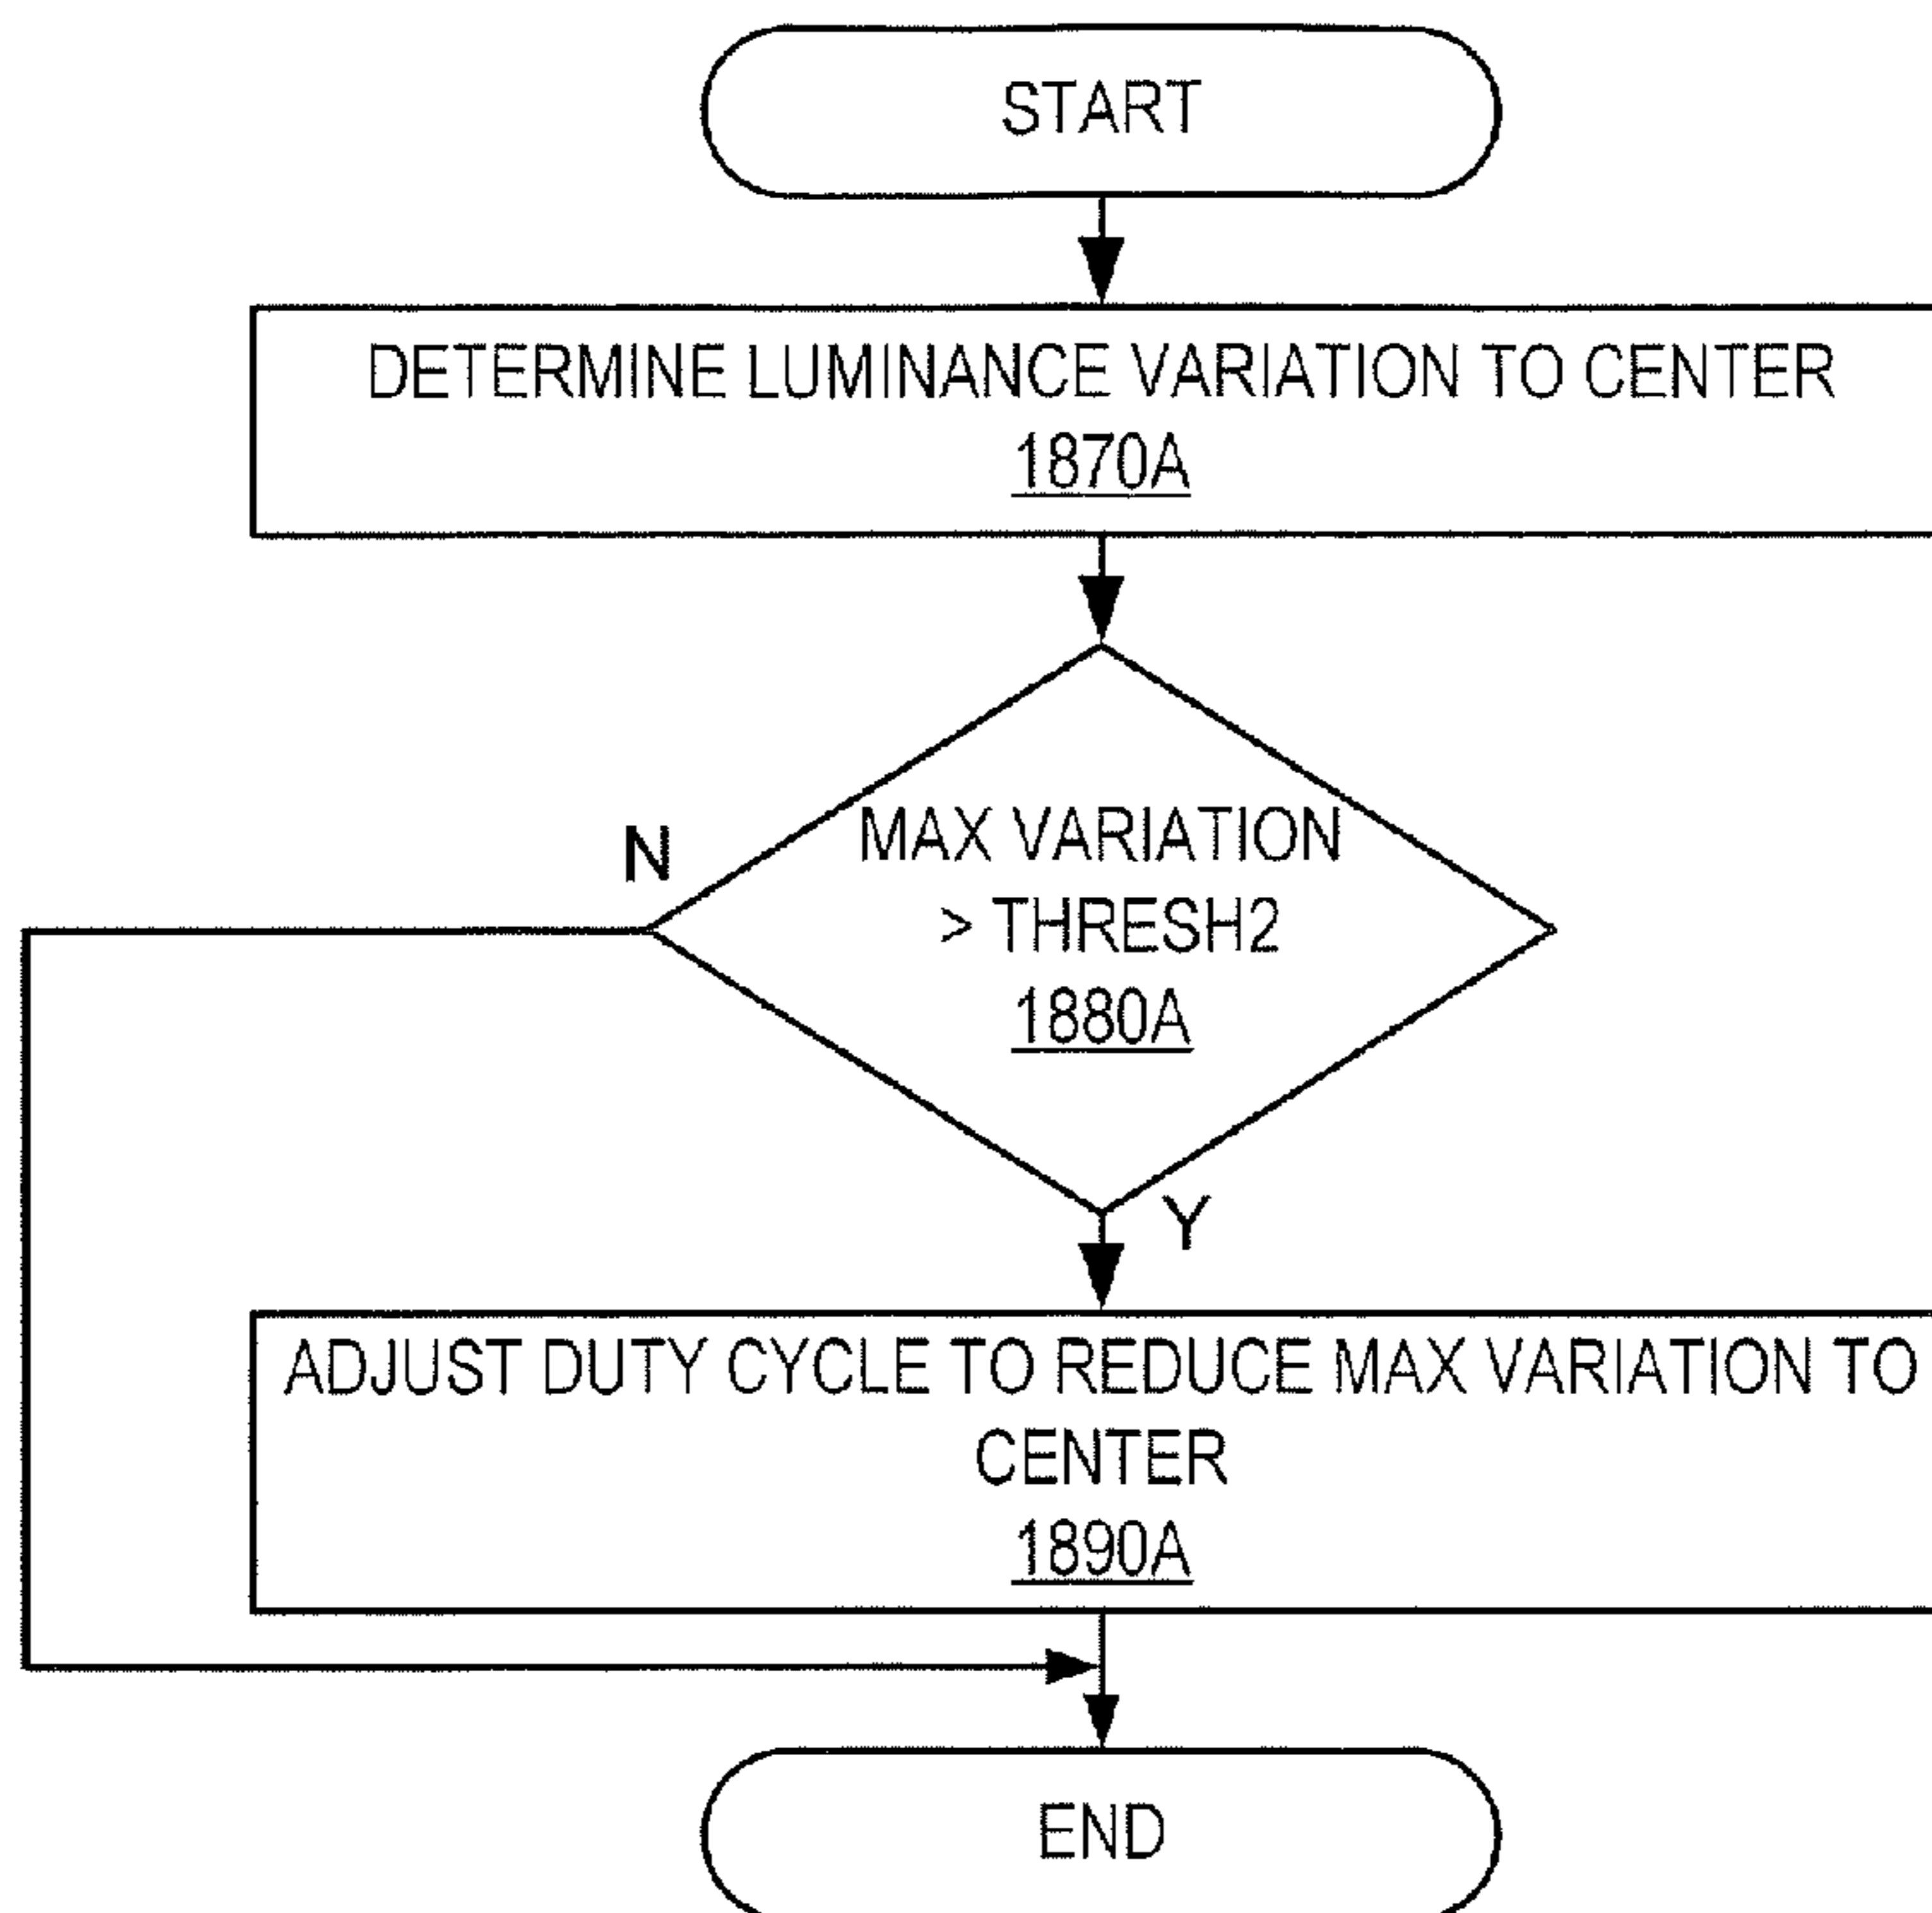 START
DETERMINE LUMINANCE VARIATION TO CENTER
1870A
MAX VARIATION
> THRESH2
1880A
N
Y
ADJUST DUTY CYCLE TO REDUCE MAX VARIATION TO
CENTER
1890A
END